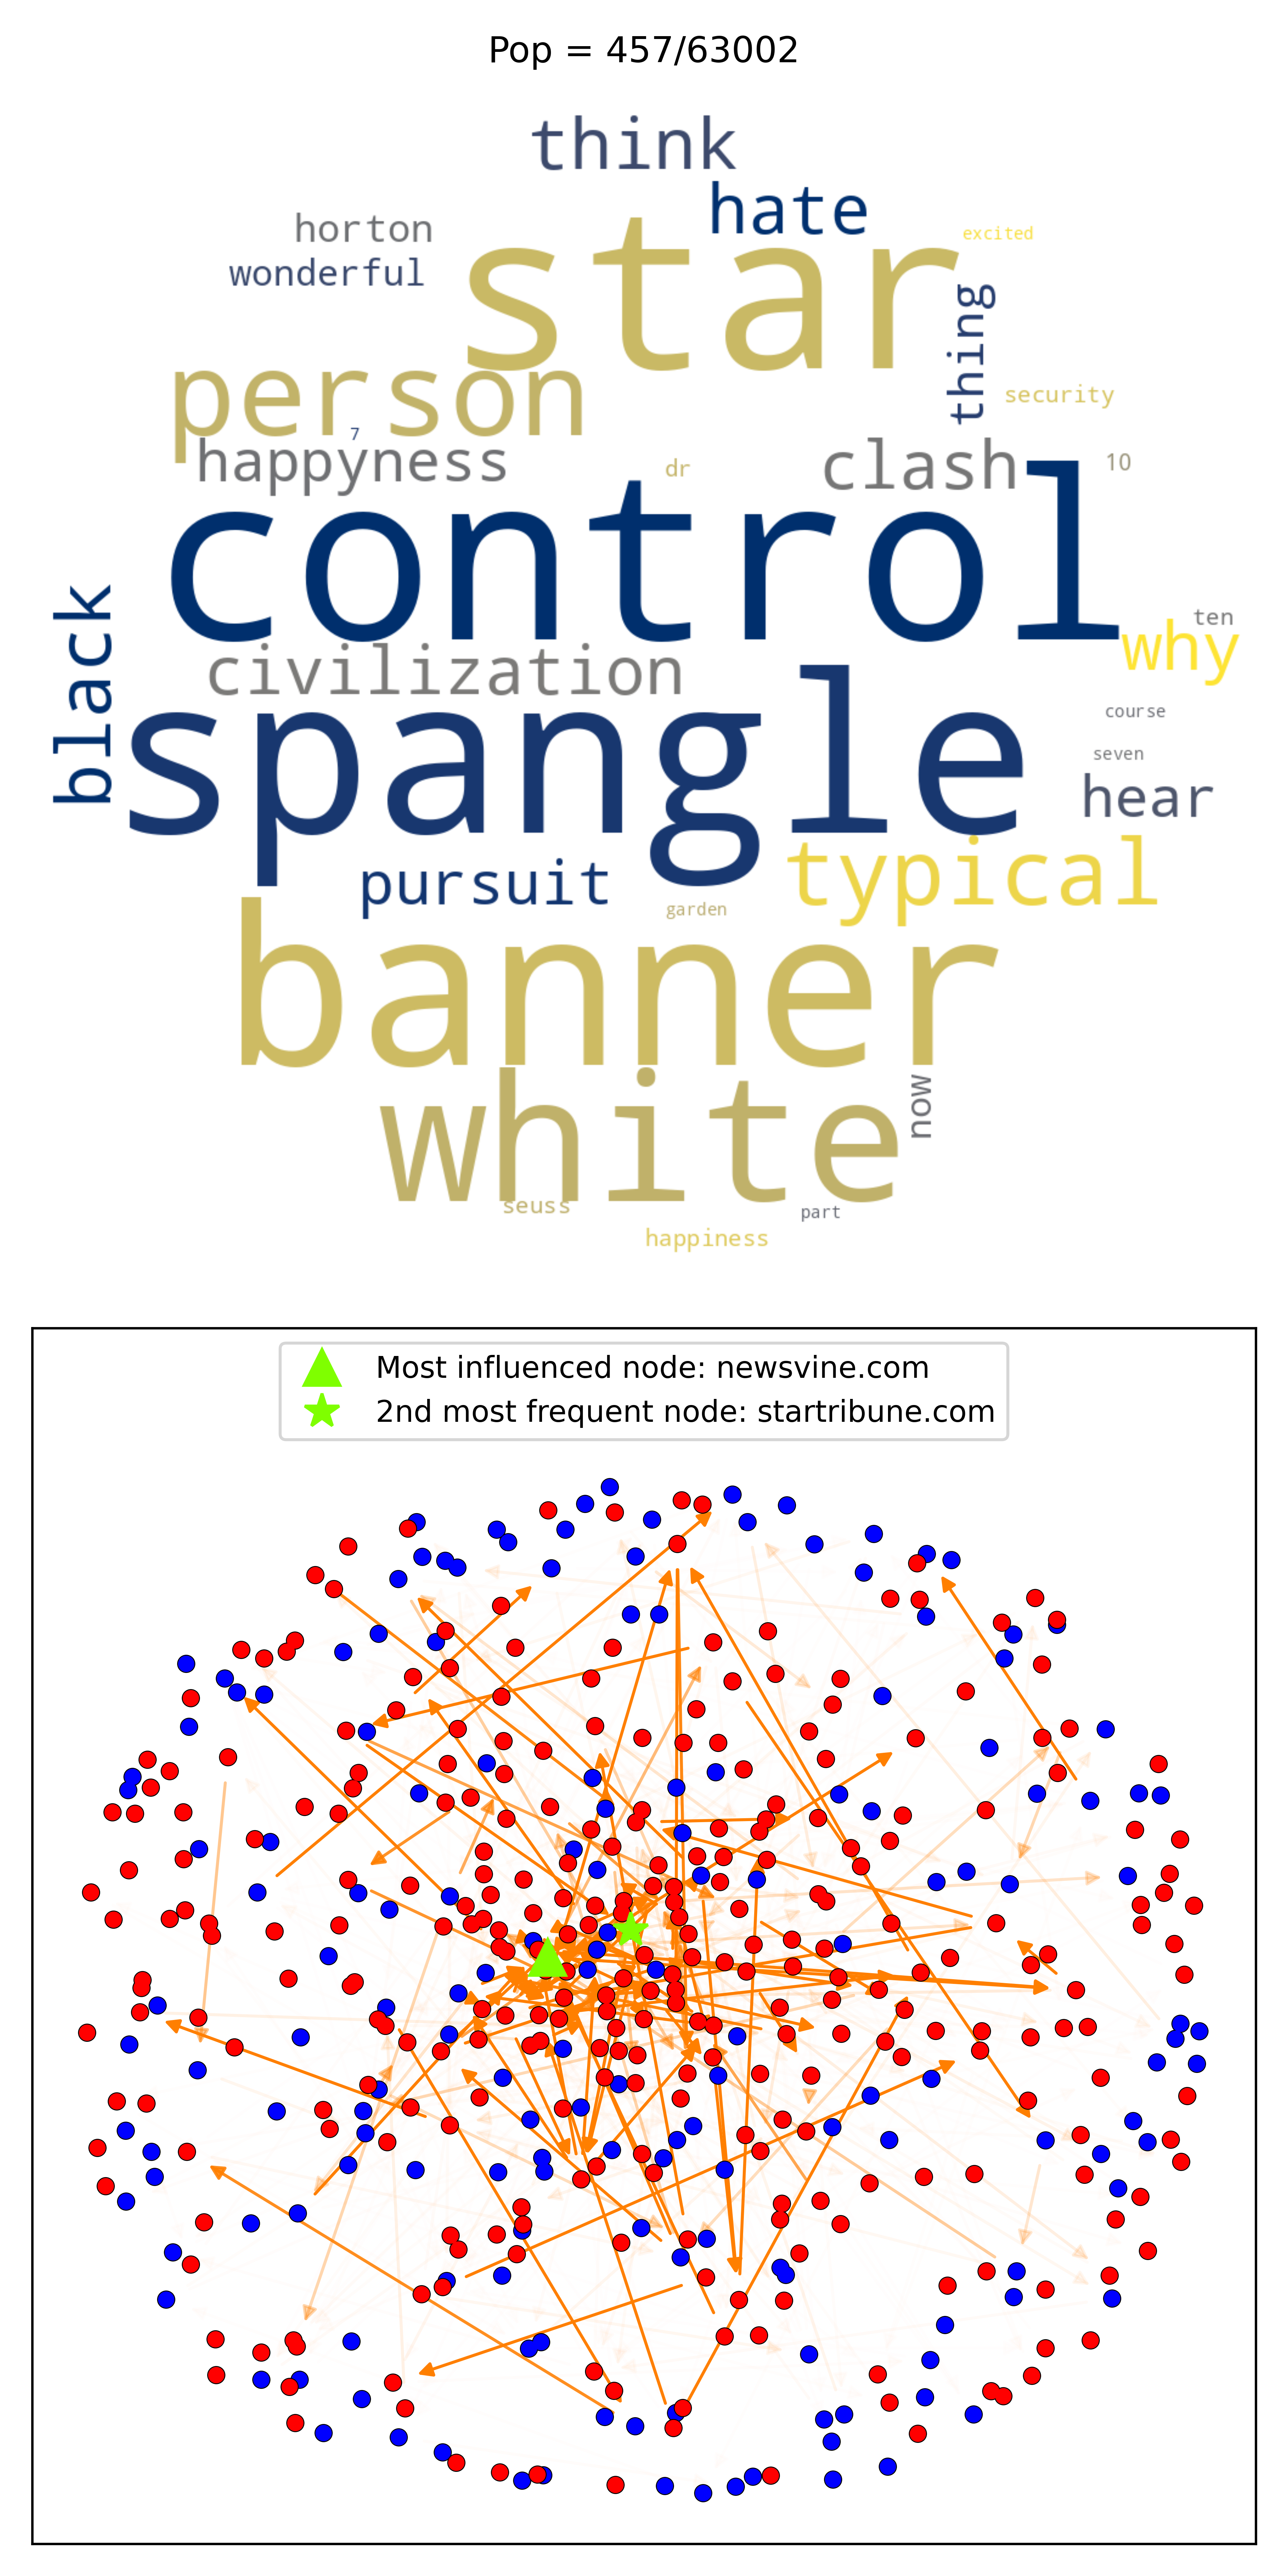 Pop = 457/63002
think
hate
horton
excited
wonderful
star
thing
person
security
7
happyness
dr
clash
10
control
black
ten
why
civilization
course
spangle
seven
hear
pursuit
typical
garden
banner
white
now
seuss
part
happiness
Most influenced node: newsvine.com
2nd most frequent node: startribune.com